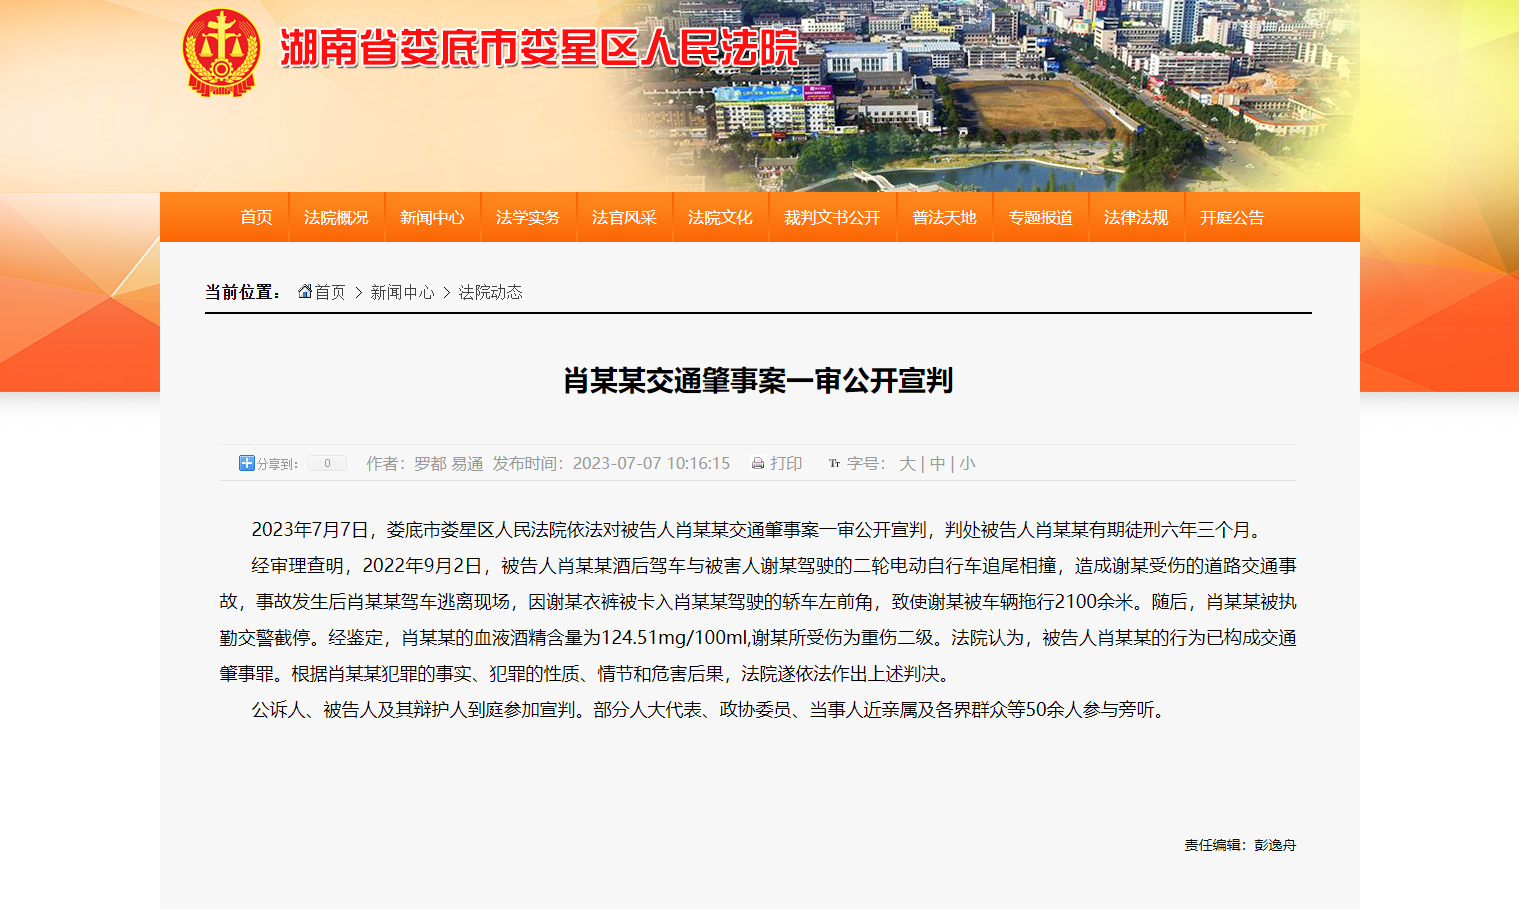 湖南省娄底市娄星区人民法院
首页 法院概况 新闻中心 法学实务 法官风采 法院文化 裁判文书公开 普法天地 专题报道 法律法规 开庭公告
当前位置： 首页 > 新闻中心 > 法院动态
肖某某交通肇事案一审公开宣判
分享到： 0 作者：罗都 易通 发布时间：2023-07-07 10:16:15 打印 Tr 字号： 大 | 中 | 小
2023年7月7日，娄底市娄星区人民法院依法对被告人肖某某交通肇事案一审公开宣判，判处被告人肖某某有期徒刑六年三个月。
经审理查明，2022年9月2日，被告人肖某某酒后驾车与被害人谢某驾驶的二轮电动自行车追尾相撞，造成谢某受伤的道路交通事
故，事故发生后肖某某驾车逃离现场，因谢某衣裤被卡入肖某某驾驶的轿车左前角，致使谢某被车辆拖行2100余米。随后，肖某某被执
勤交警截停。经鉴定，肖某某的血液酒精含量为124.51mg/100ml,谢某所受伤为重伤二级。法院认为，被告人肖某某的行为已构成交通
肇事罪。根据肖某某犯罪的事实、犯罪的性质、情节和危害后果，法院遂依法作出上述判决。
公诉人、被告人及其辩护人到庭参加宣判。部分人大代表、政协委员、当事人近亲属及各界群众等50余人参与旁听。
责任编辑：彭逸舟